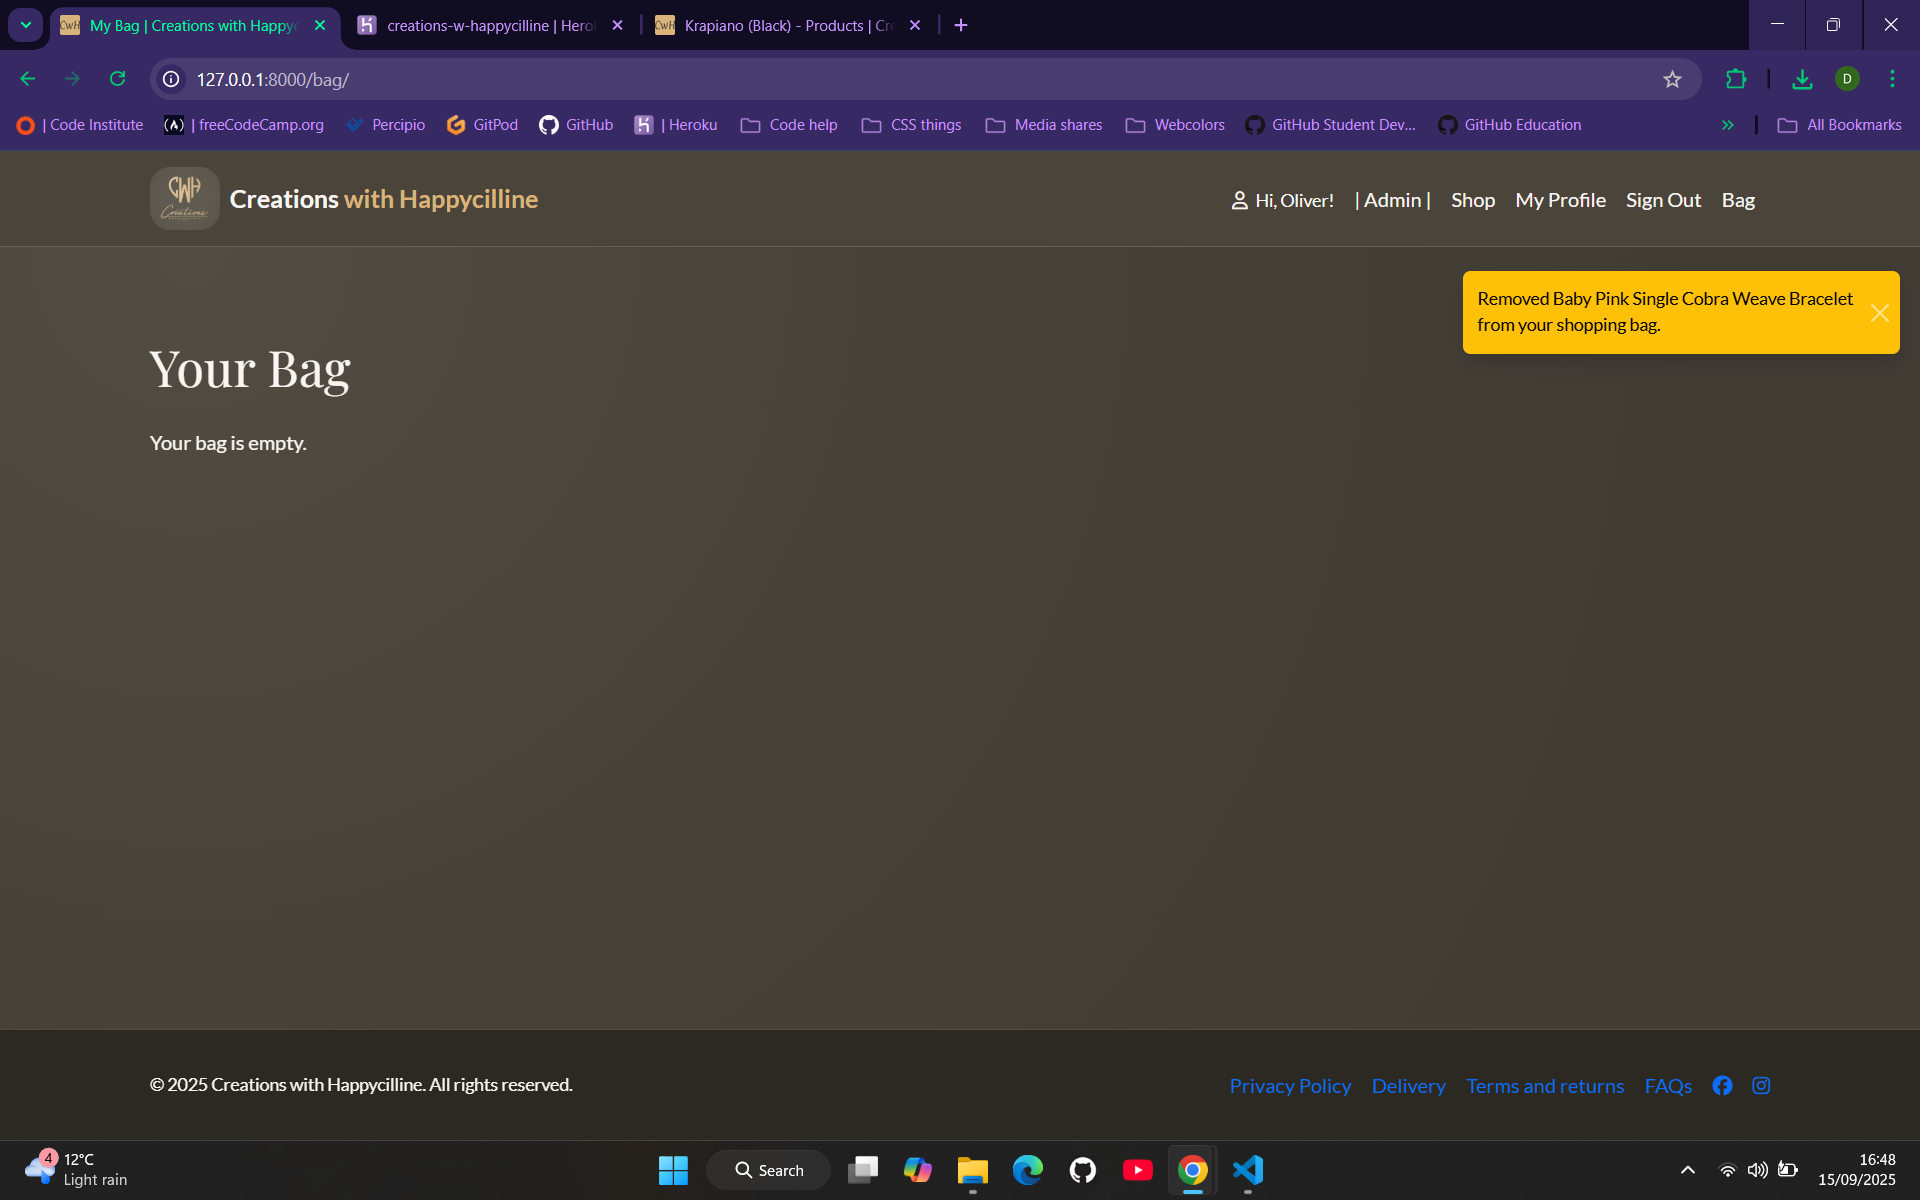 My Bag | Creations with Happyc
creations-w-happycilline | Hero
Krapiano (Black) - Products | Cr
127.0.0.1:8000/bag/
D
| Code Institute
| freeCodeCamp.org
Percipio
GitPod
GitHub
| Heroku
Code help
CSS things
Media shares
Webcolors
GitHub Student Dev...
GitHub Education
All Bookmarks
CWH
Creations
Creations with Happycilline
Hi, Oliver!
| Admin |
Shop
My Profile
Sign Out
Bag
Removed Baby Pink Single Cobra Weave Bracelet
from your shopping bag.
Your Bag
Your bag is empty.
© 2025 Creations with Happycilline. All rights reserved.
Privacy Policy
Delivery
Terms and returns
FAQs
4
12°C
Light rain
Search
16:48
15/09/2025